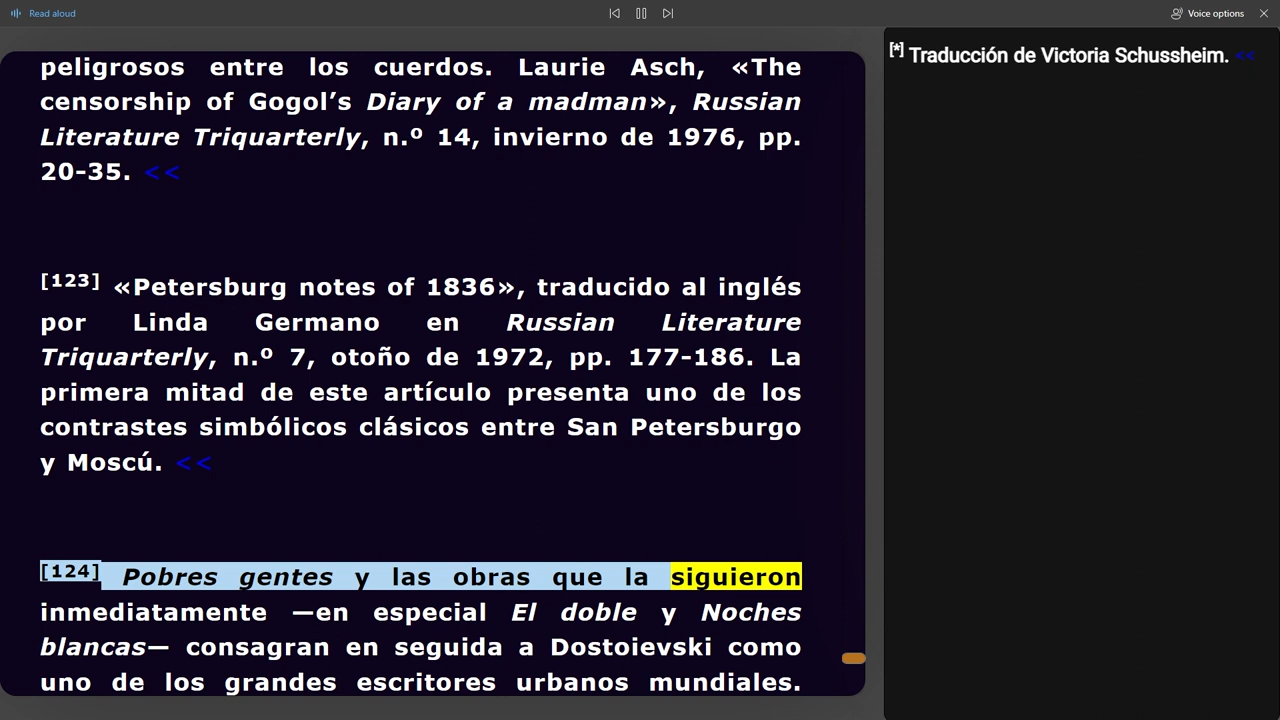 Read aloud
Voice options
peligrosos entre los cuerdos. Laurie Asch, «The
censorship of Gogol’s Diary of a madman», Russian
Literature Triquarterly, n.º 14, invierno de 1976, pp.
20-35. <<
[123] «Petersburg notes of 1836», traducido al inglés
por Linda Germano en Russian Literature
Triquarterly, n.º 7, otoño de 1972, pp. 177-186. La
primera mitad de este artículo presenta uno de los
contrastes simbólicos clásicos entre San Petersburgo
y Moscú. <<
[124] Pobres gentes y las obras que la siguieron
inmediatamente —en especial El doble y Noches
blancas— consagran en seguida a Dostoievski como
uno de los grandes escritores urbanos mundiales.
[*] Traducción de Victoria Schussheim. <<